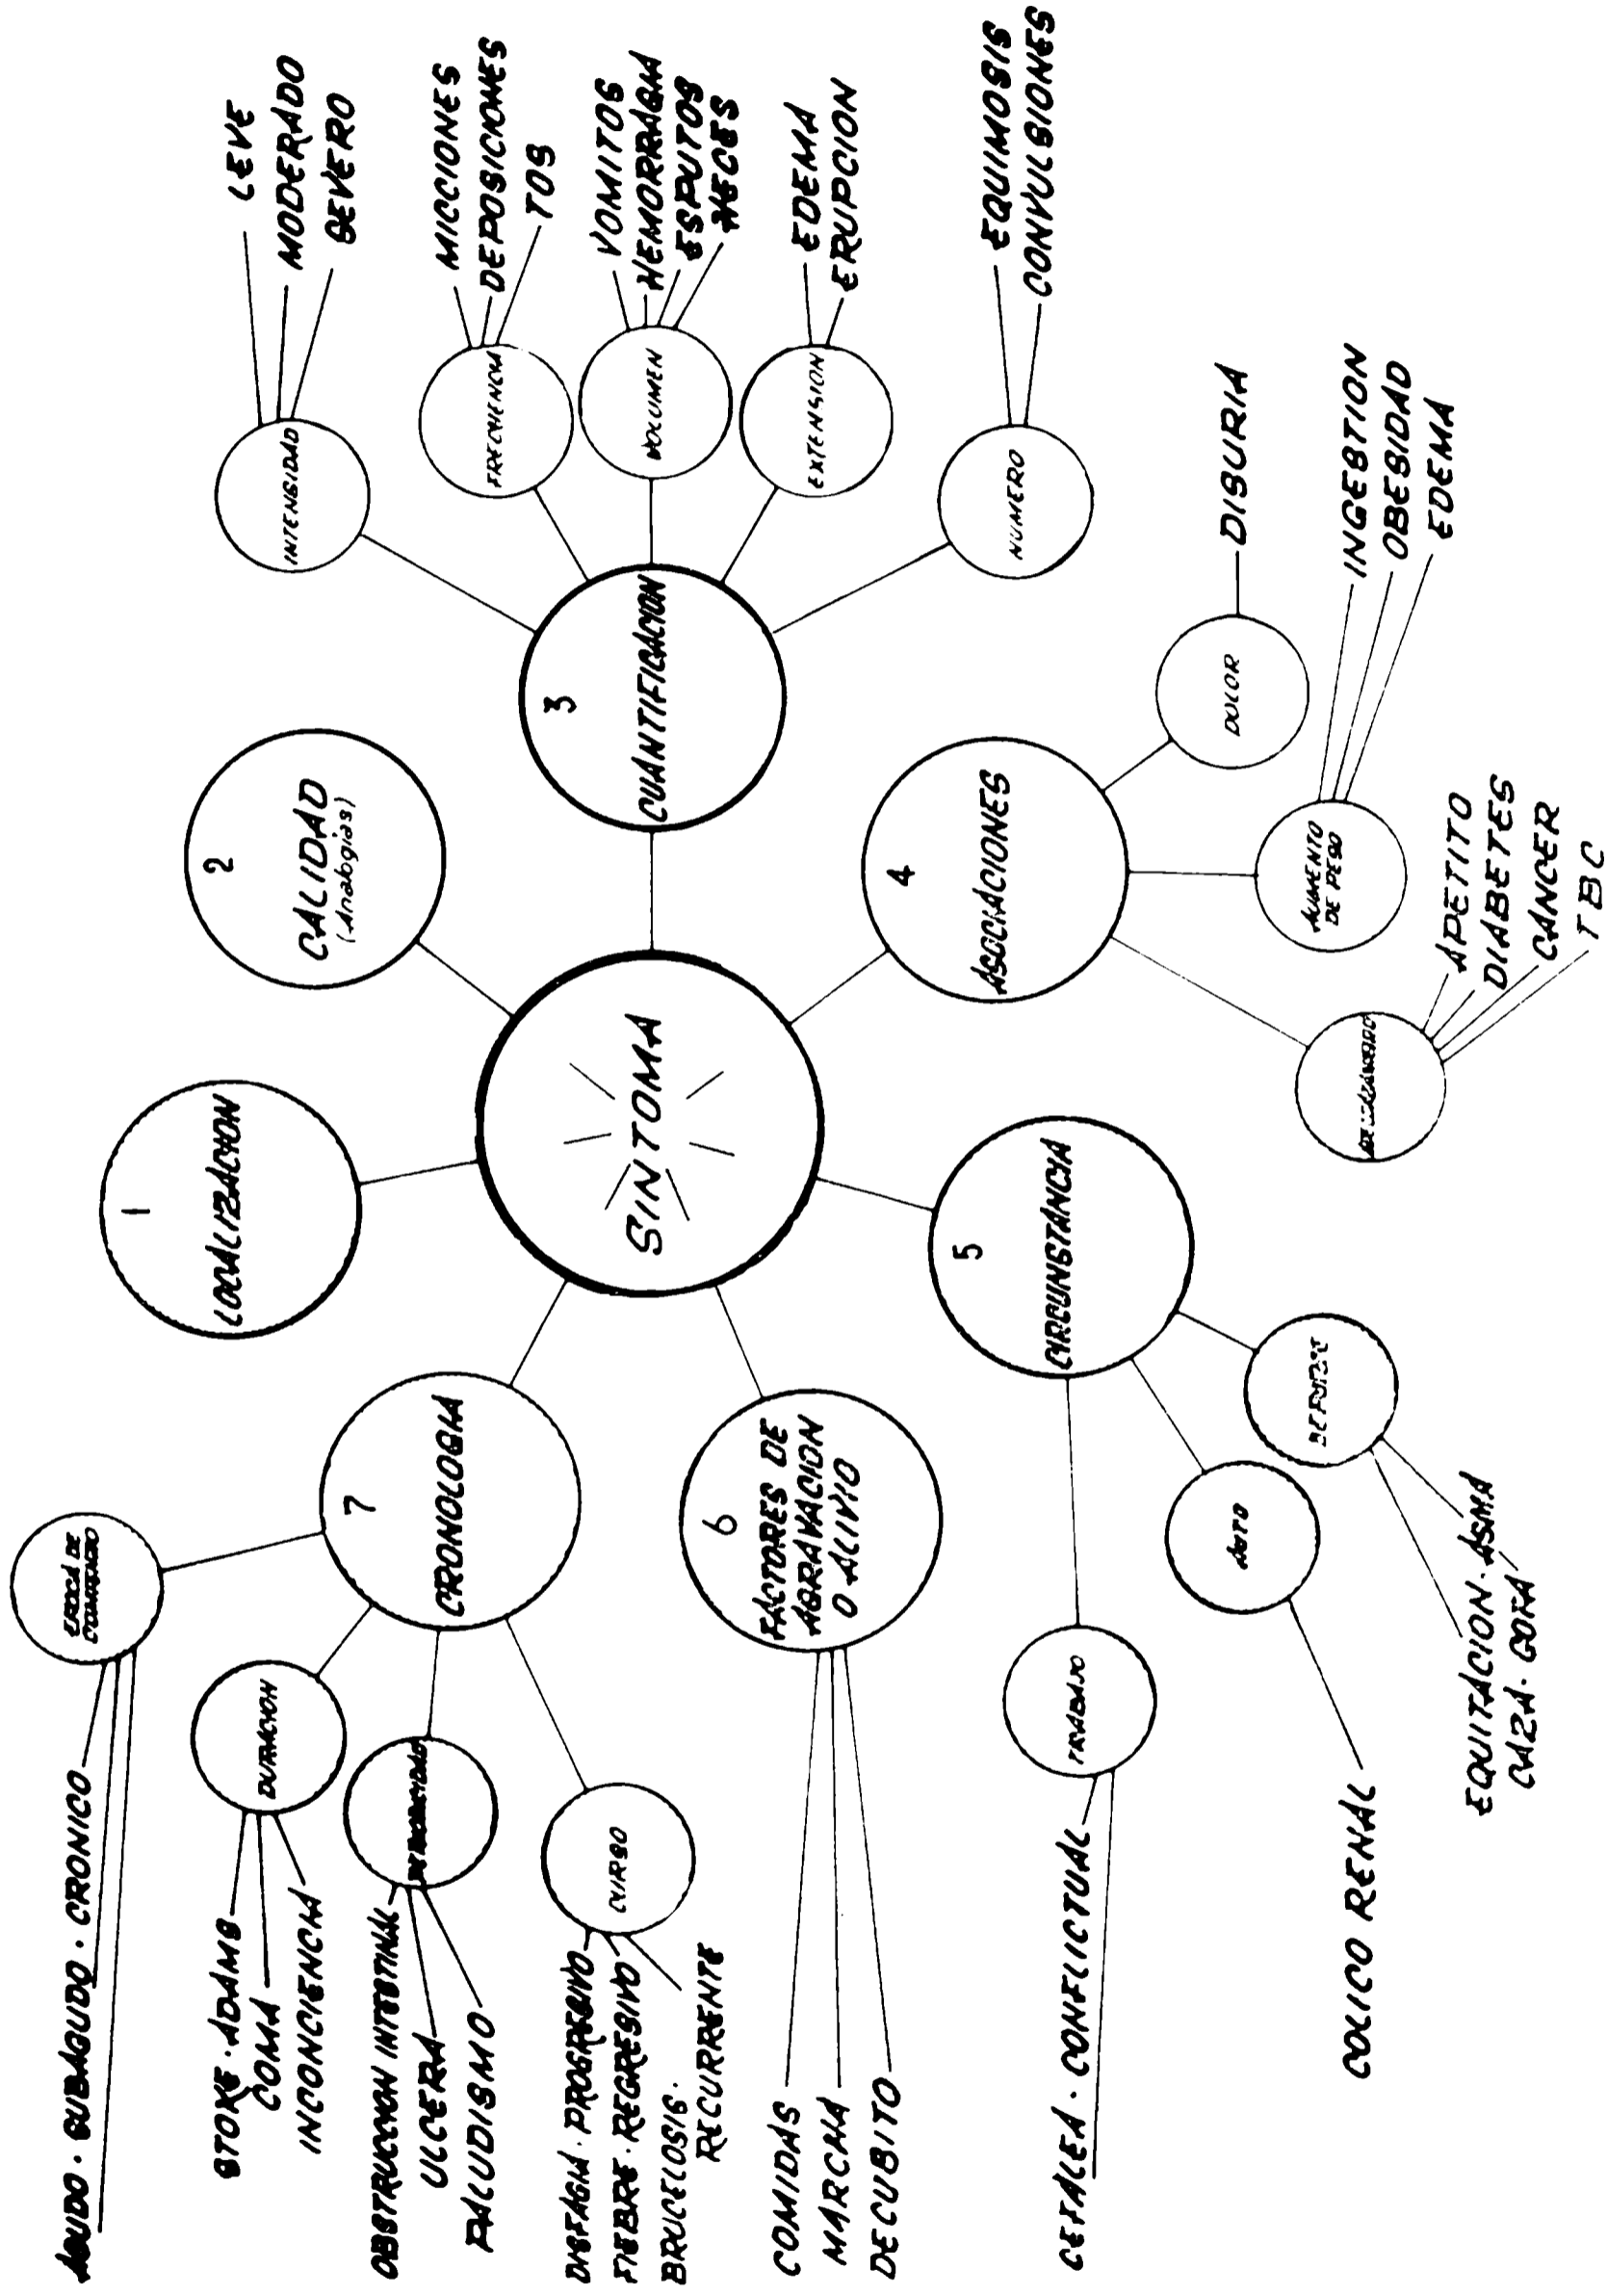 SINTOMA
1
LOCALIZACION
2
CALIDAD
(Analogias)
3
CUANTIFICACION
INTENSIDAD
LEVE
MODERADO
SEVERO
FRECUENCIA
MICCIONES
DEPOSICIONES
TOS
VOLUMEN
VOMITOS
HEMORRAGIA
ESPUTOS
HECES
EXTENSION
EDEMA
ERUPCION
NUMERO
EQUIMOSIS
CONVULSIONES
4
ASOCIACIONES
DOLOR
DISURIA
AUMENTO
DE PESO
INGESTION
OBESIDAD
EDEMA
APETITO
DIABETES
CANCER
TBC
5
CIRCUNSTANCIA
DEPORTE
EQUITACION · ASMA
CAZA · GOTA
AUTO
COLICO RENAL
TRABAJO
CEFALEA · CONFLICTUAL
6
FACTORES DE
AGRAVACION
O ALIVIO
COMIDAS
MARCHA
DECUBITO
7
CRONOLOGIA
EPOCA DE
COMIENZO
AGUDO · SUBAGUDO · CRONICO
DURACION
STOKE · ADAMS
COMA
INCONCIENCIA
PERIODICIDAD
OBSTRUCCION INTESTINAL
ULCERA
PALUDISMO
CURSO
DISFAGIA · PROGRESIVO
FIEBRE · REGRESIVO
BRUCELOSIS ·
RECURRENTE